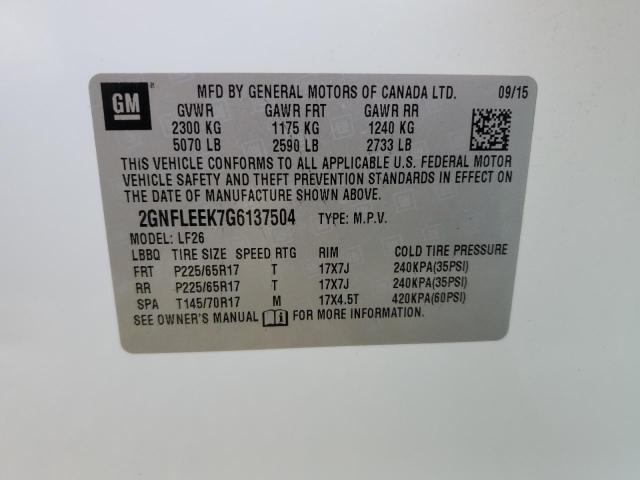 GM
MFD BY GENERAL MOTORS OF CANADA LTD. 09/15
GVWR GAWR FRT GAWR RR
2300 KG 1175 KG 1240 KG
5070 LB 2590 LB 2733 LB
THIS VEHICLE CONFORMS TO ALL APPLICABLE U.S. FEDERAL MOTOR
VEHICLE SAFETY AND THEFT PREVENTION STANDARDS IN EFFECT ON
THE DATE OF MANUFACTURE SHOWN ABOVE.
2GNFLEEK7G6137504 TYPE: M.P.V.
MODEL: LF26
LBBQ TIRE SIZE SPEED RTG RIM COLD TIRE PRESSURE
FRT P225/65R17 T 17X7J 240KPA(35PSI)
RR P225/65R17 T 17X7J 240KPA(35PSI)
SPA T145/70R17 M 17X4.5T 420KPA(60PSI)
SEE OWNER'S MANUAL FOR MORE INFORMATION.